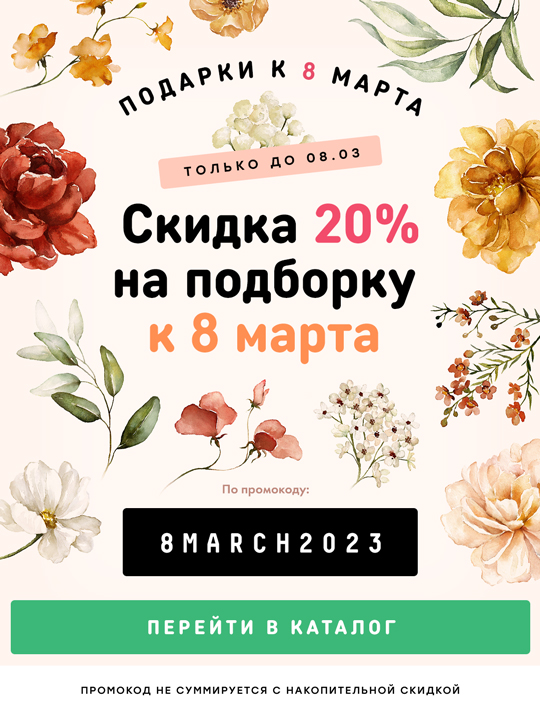 ПОДАРКИ К 8 МАРТА
ТОЛЬКО ДО 08.03
Скидка 20%
на подборку
к 8 марта
По промокоду:
8MARCH2023
ПЕРЕЙТИ В КАТАЛОГ
ПРОМОКОД НЕ СУММИРУЕТСЯ С НАКОПИТЕЛЬНОЙ СКИДКОЙ